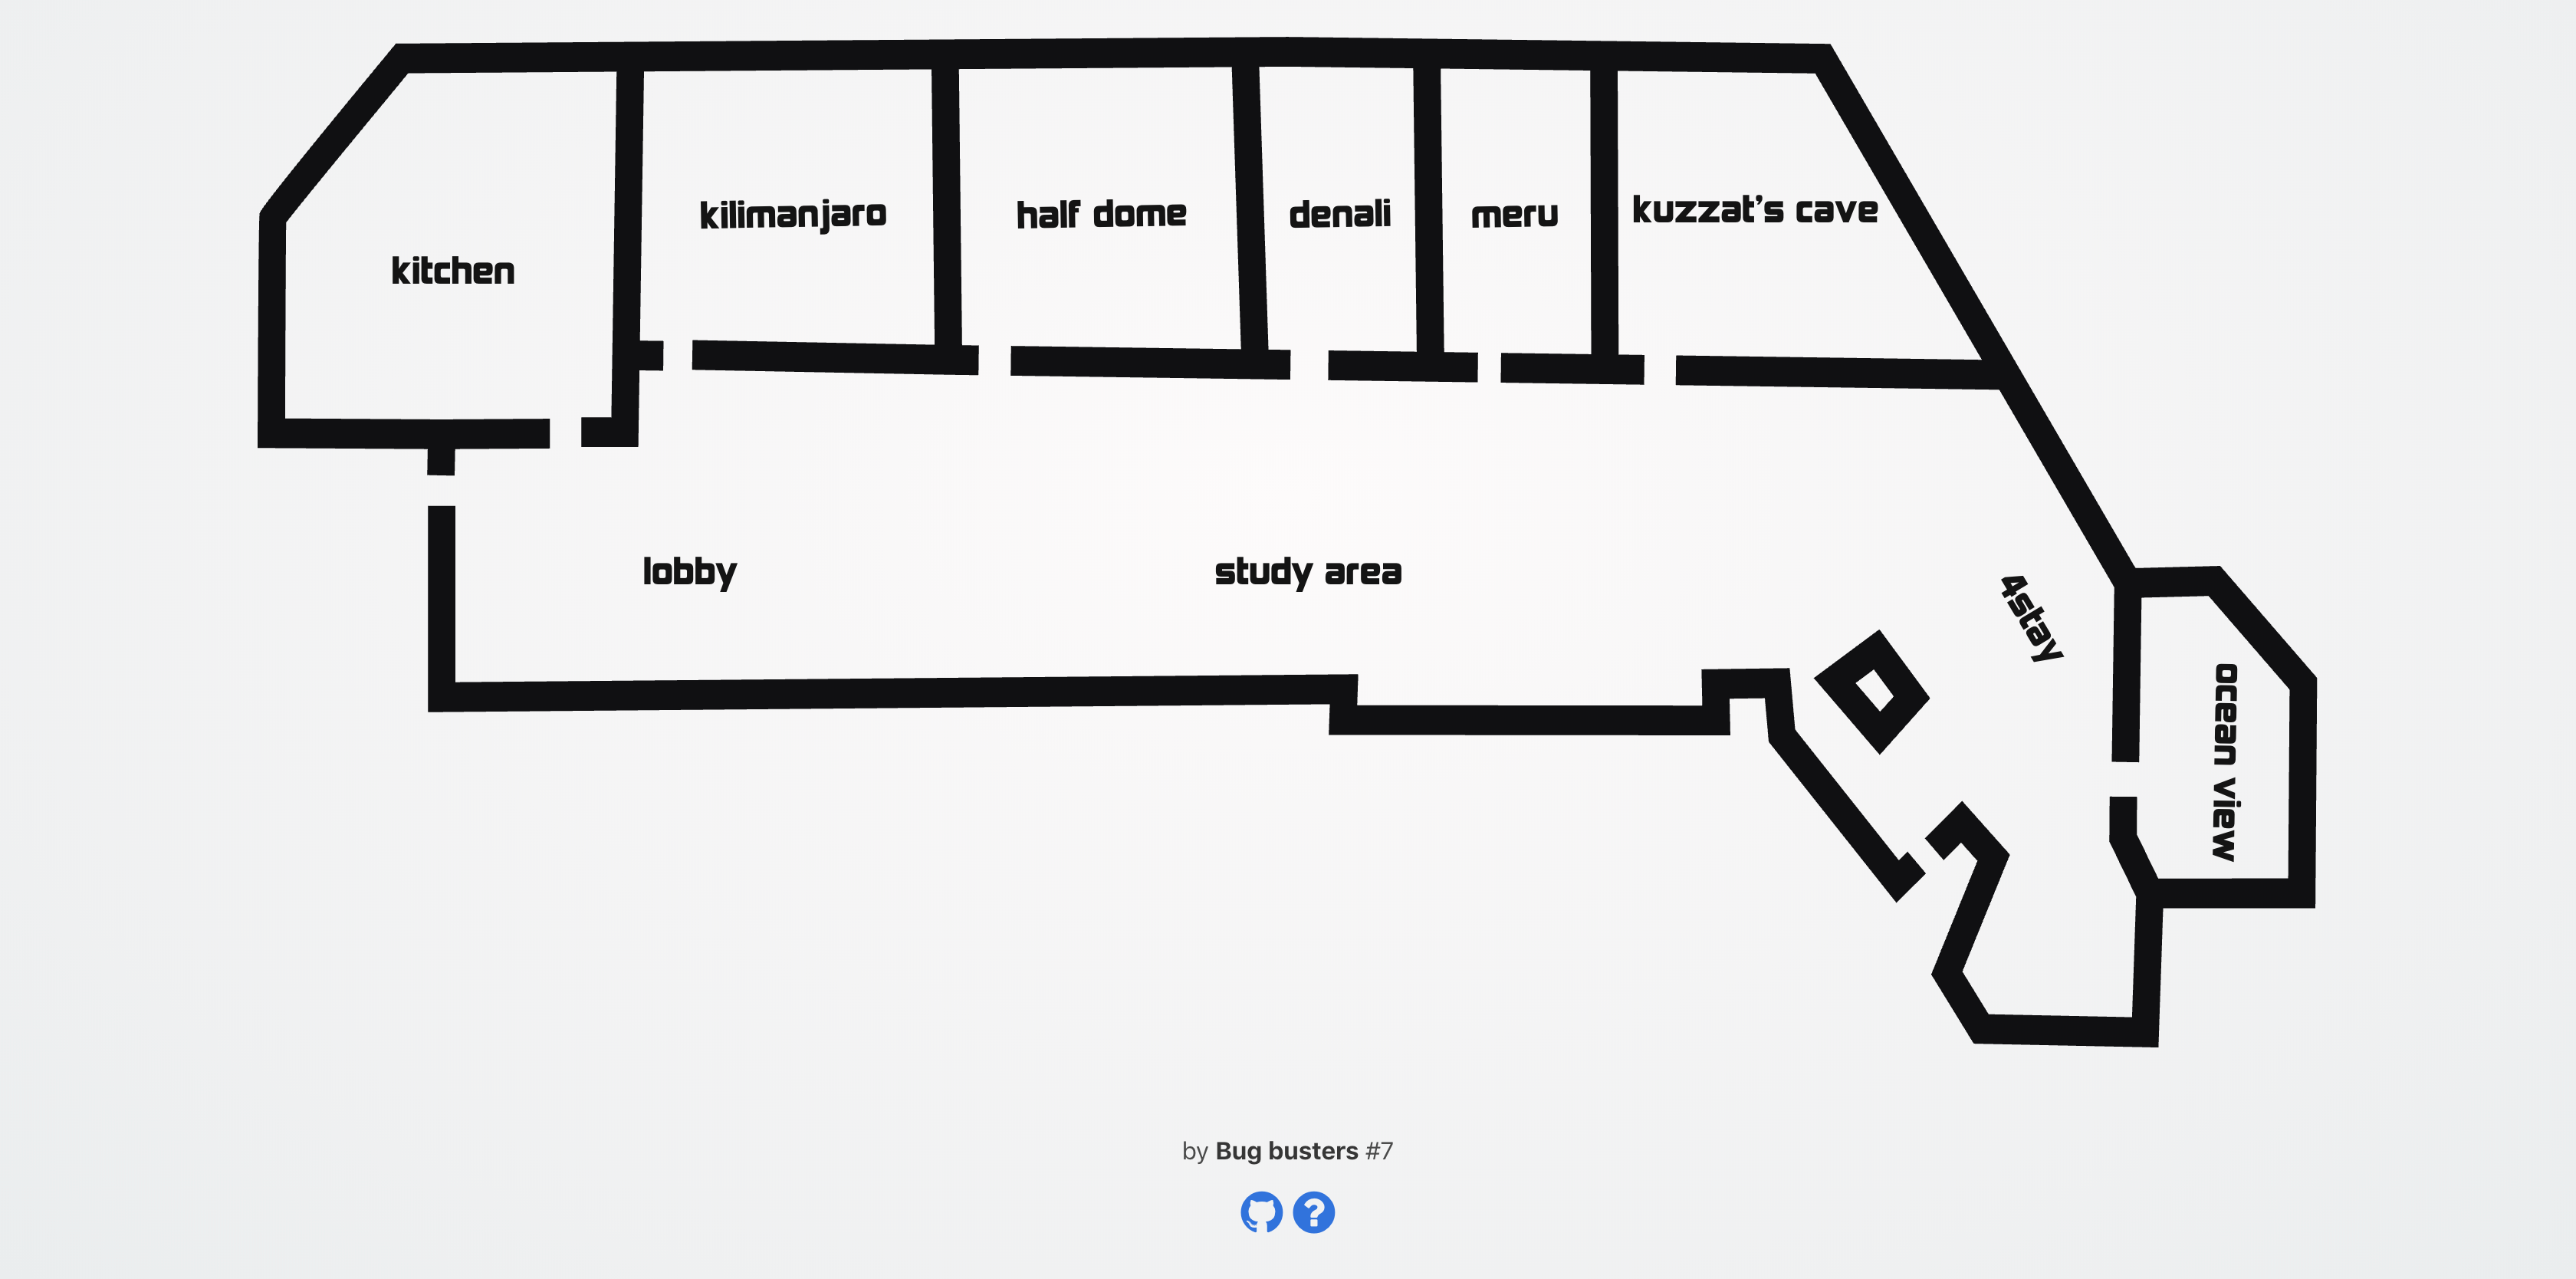 kitchen
kilimanjaro
half dome
denali
meru
kuzzat's cave
lobby
study area
4stay
ocean view
by Bug busters #7
?